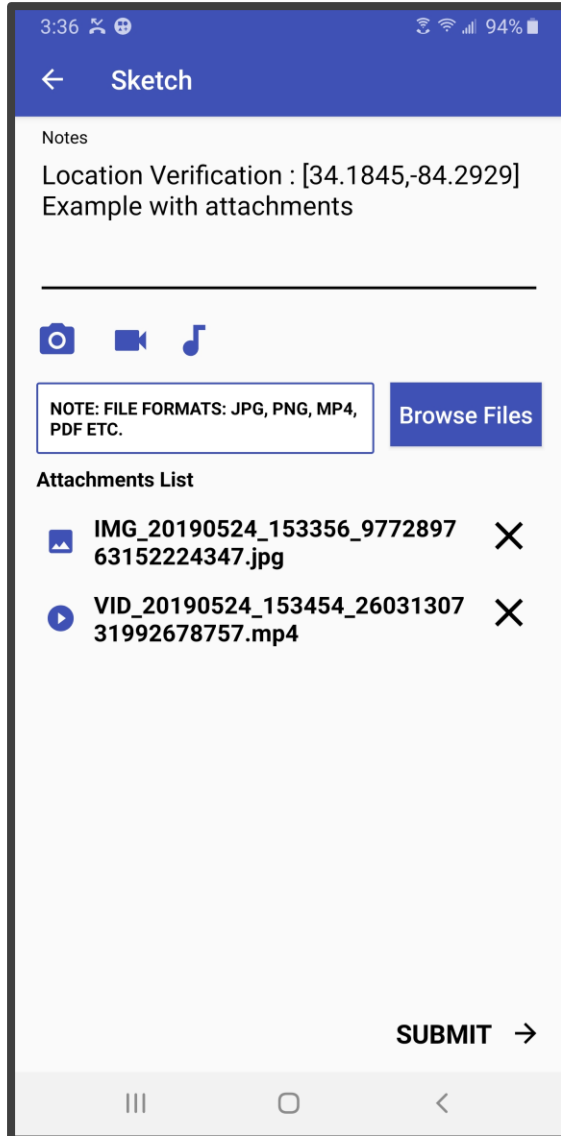 3:36 94%
Sketch
Notes
Location Verification : [34.1845,-84.2929]
Example with attachments
NOTE: FILE FORMATS: JPG, PNG, MP4,
PDF ETC.
Browse Files
Attachments List
IMG_20190524_153356_9772897
63152224347.jpg
VID_20190524_153454_26031307
31992678757.mp4
SUBMIT